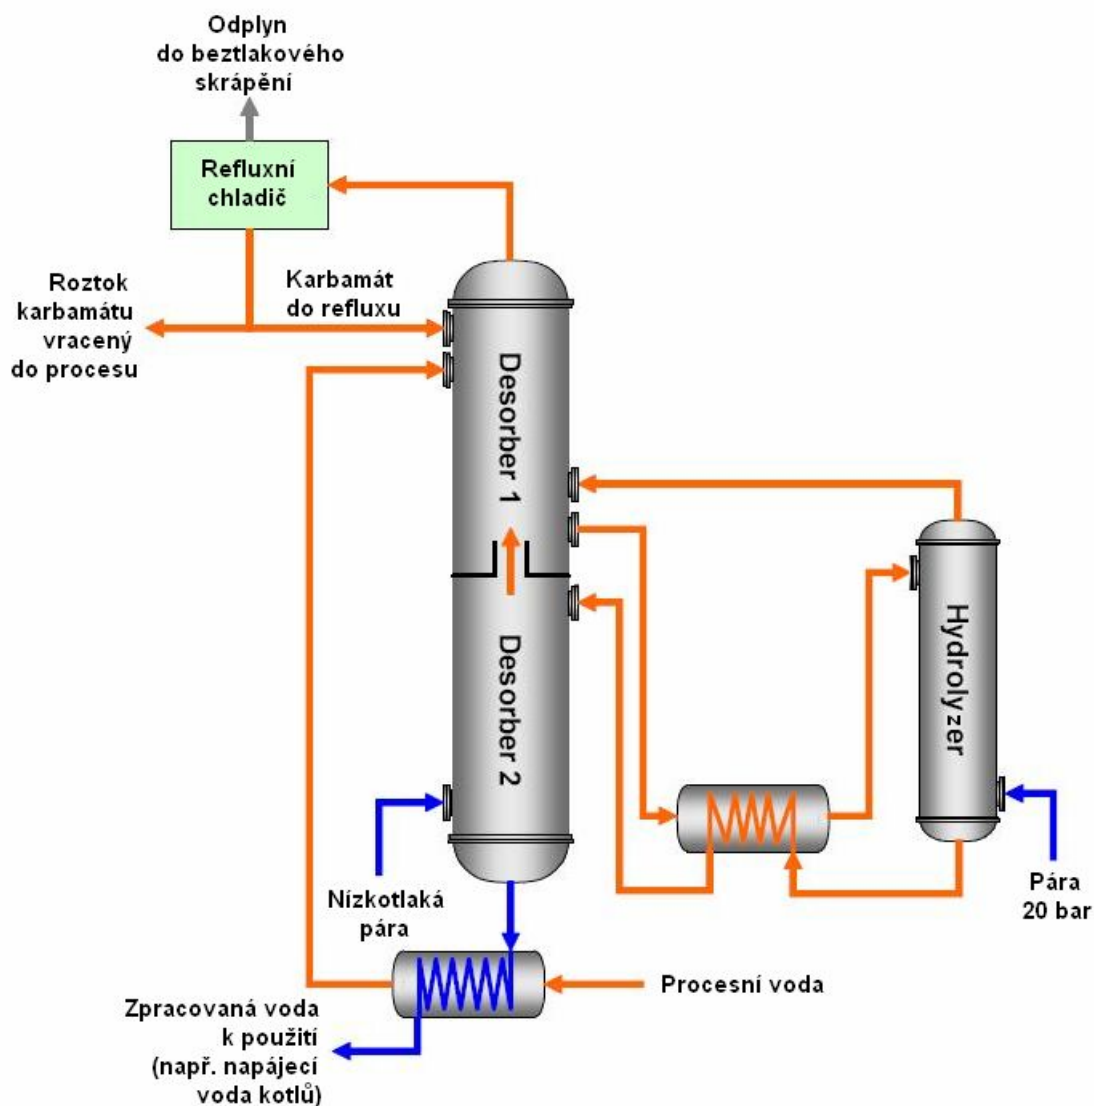 Odplyn
do beztlakového
skrápění
Refluxní
chladič
Roztok
karbamátu
vracený
do procesu
Karbamát
do refluxu
Desorber 1
Desorber 2
Hydrolyzer
Nízkotlaká
pára
Pára
20 bar
Procesní voda
Zpracovaná voda
k použití
(např. napájecí
voda kotlů)